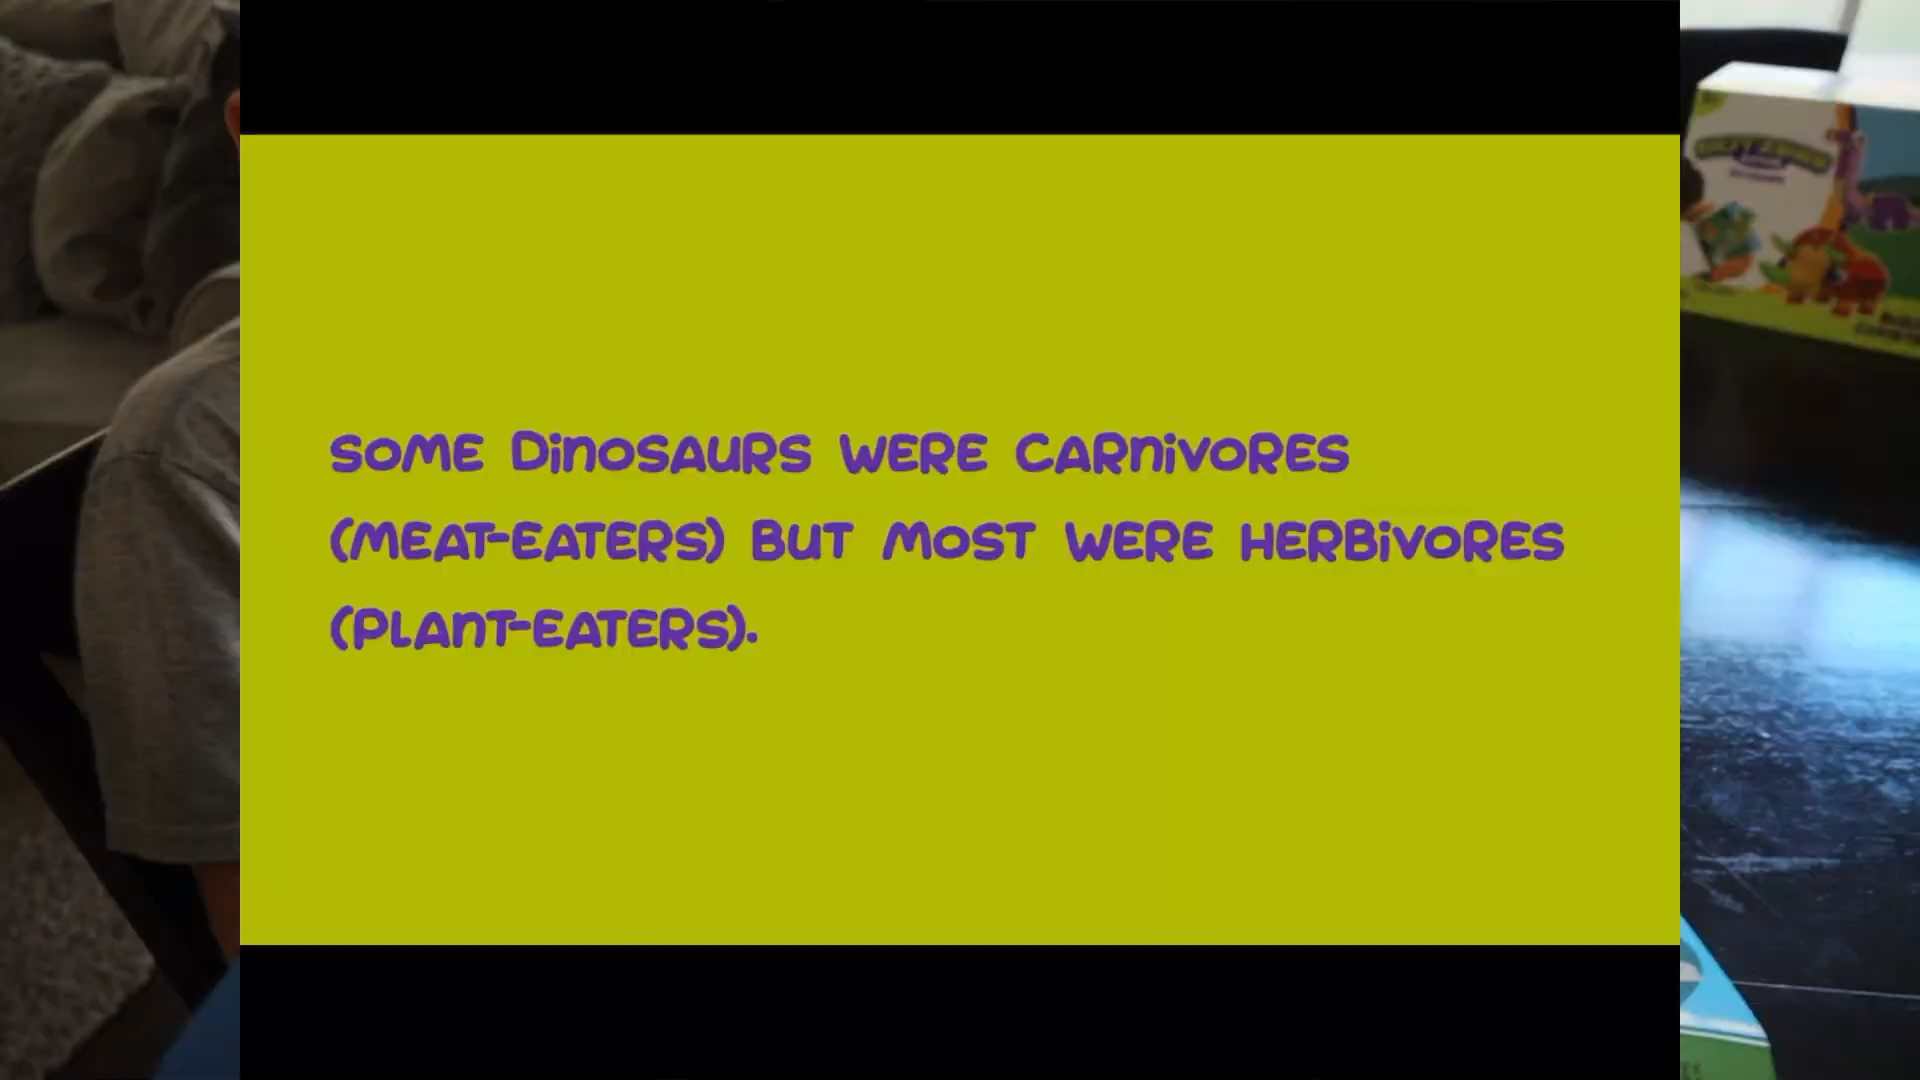 SOME DINOSAURS WERE CARNIVORES
(MEAT-EATERS) BUT MOST WERE HERBIVORES
(PLANT-EATERS).